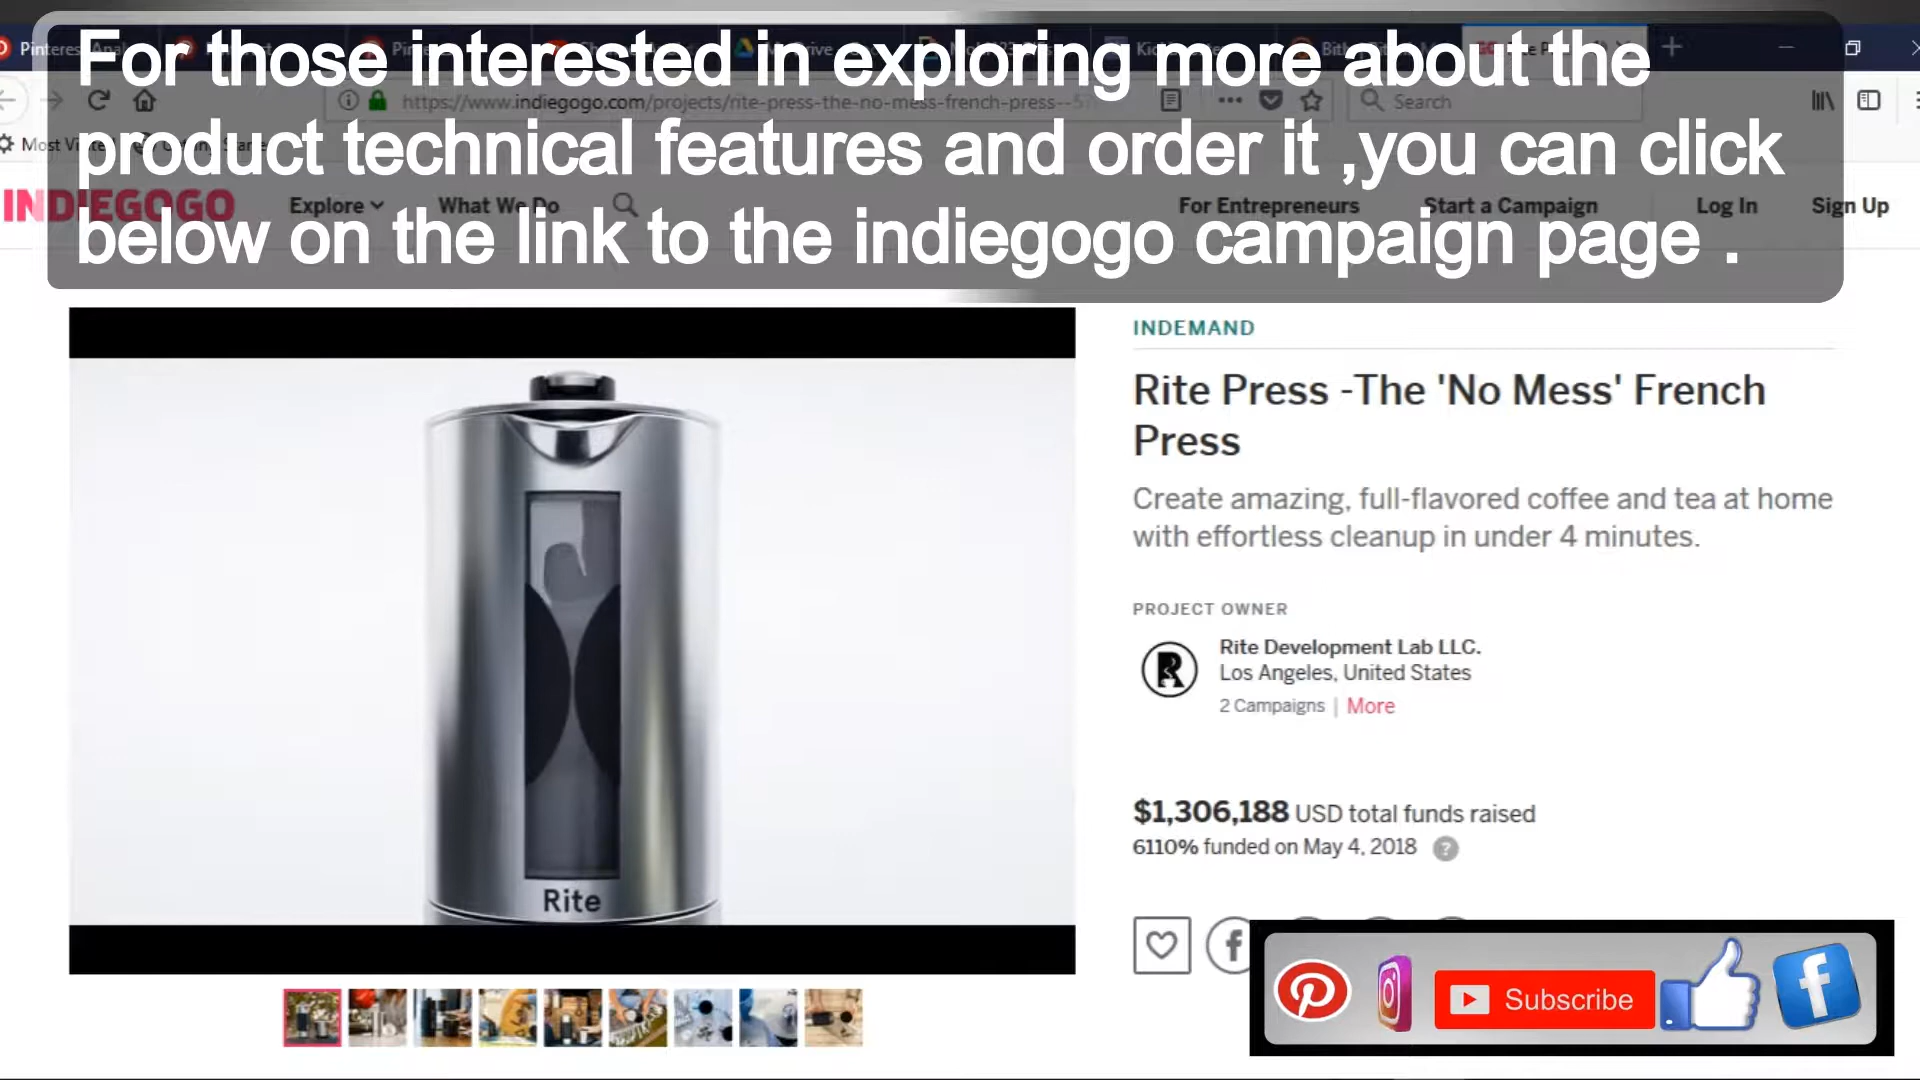 For those interested in exploring more about the
product technical features and order it ,you can click
below on the link to the indiegogo campaign page .
https://www.indiegogo.com/projects/rite-press-the-no-mess-french-press--5
Search
INDIEGOGO
Explore
What We Do
For Entrepreneurs
Start a Campaign
Log In
Sign Up
INDEMAND
Rite Press -The 'No Mess' French
Press
Create amazing, full-flavored coffee and tea at home
with effortless cleanup in under 4 minutes.
PROJECT OWNER
Rite Development Lab LLC.
Los Angeles, United States
2 Campaigns | More
$1,306,188 USD total funds raised
6110% funded on May 4, 2018
Rite
Subscribe